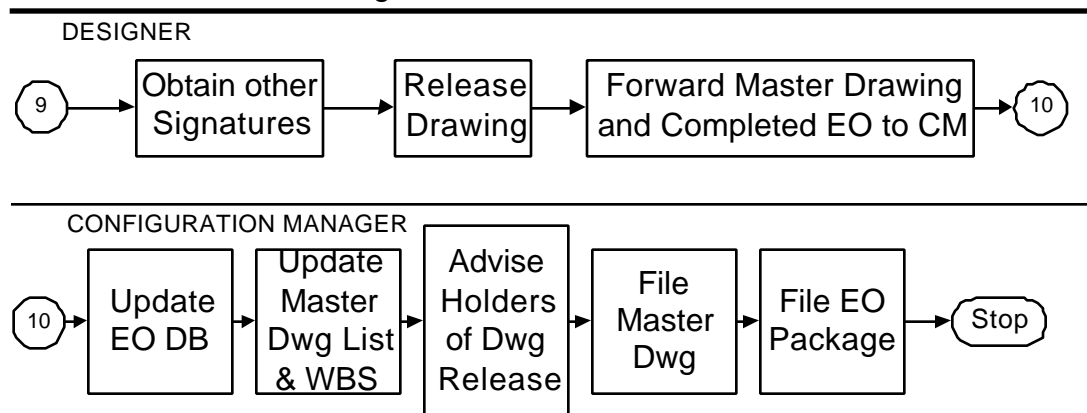 DESIGNER
9
Obtain other
Signatures
Release
Drawing
Forward Master Drawing
and Completed EO to CM
10
CONFIGURATION MANAGER
10
Update
EO DB
Update
Master
Dwg List
& WBS
Advise
Holders
of Dwg
Release
File
Master
Dwg
File EO
Package
Stop